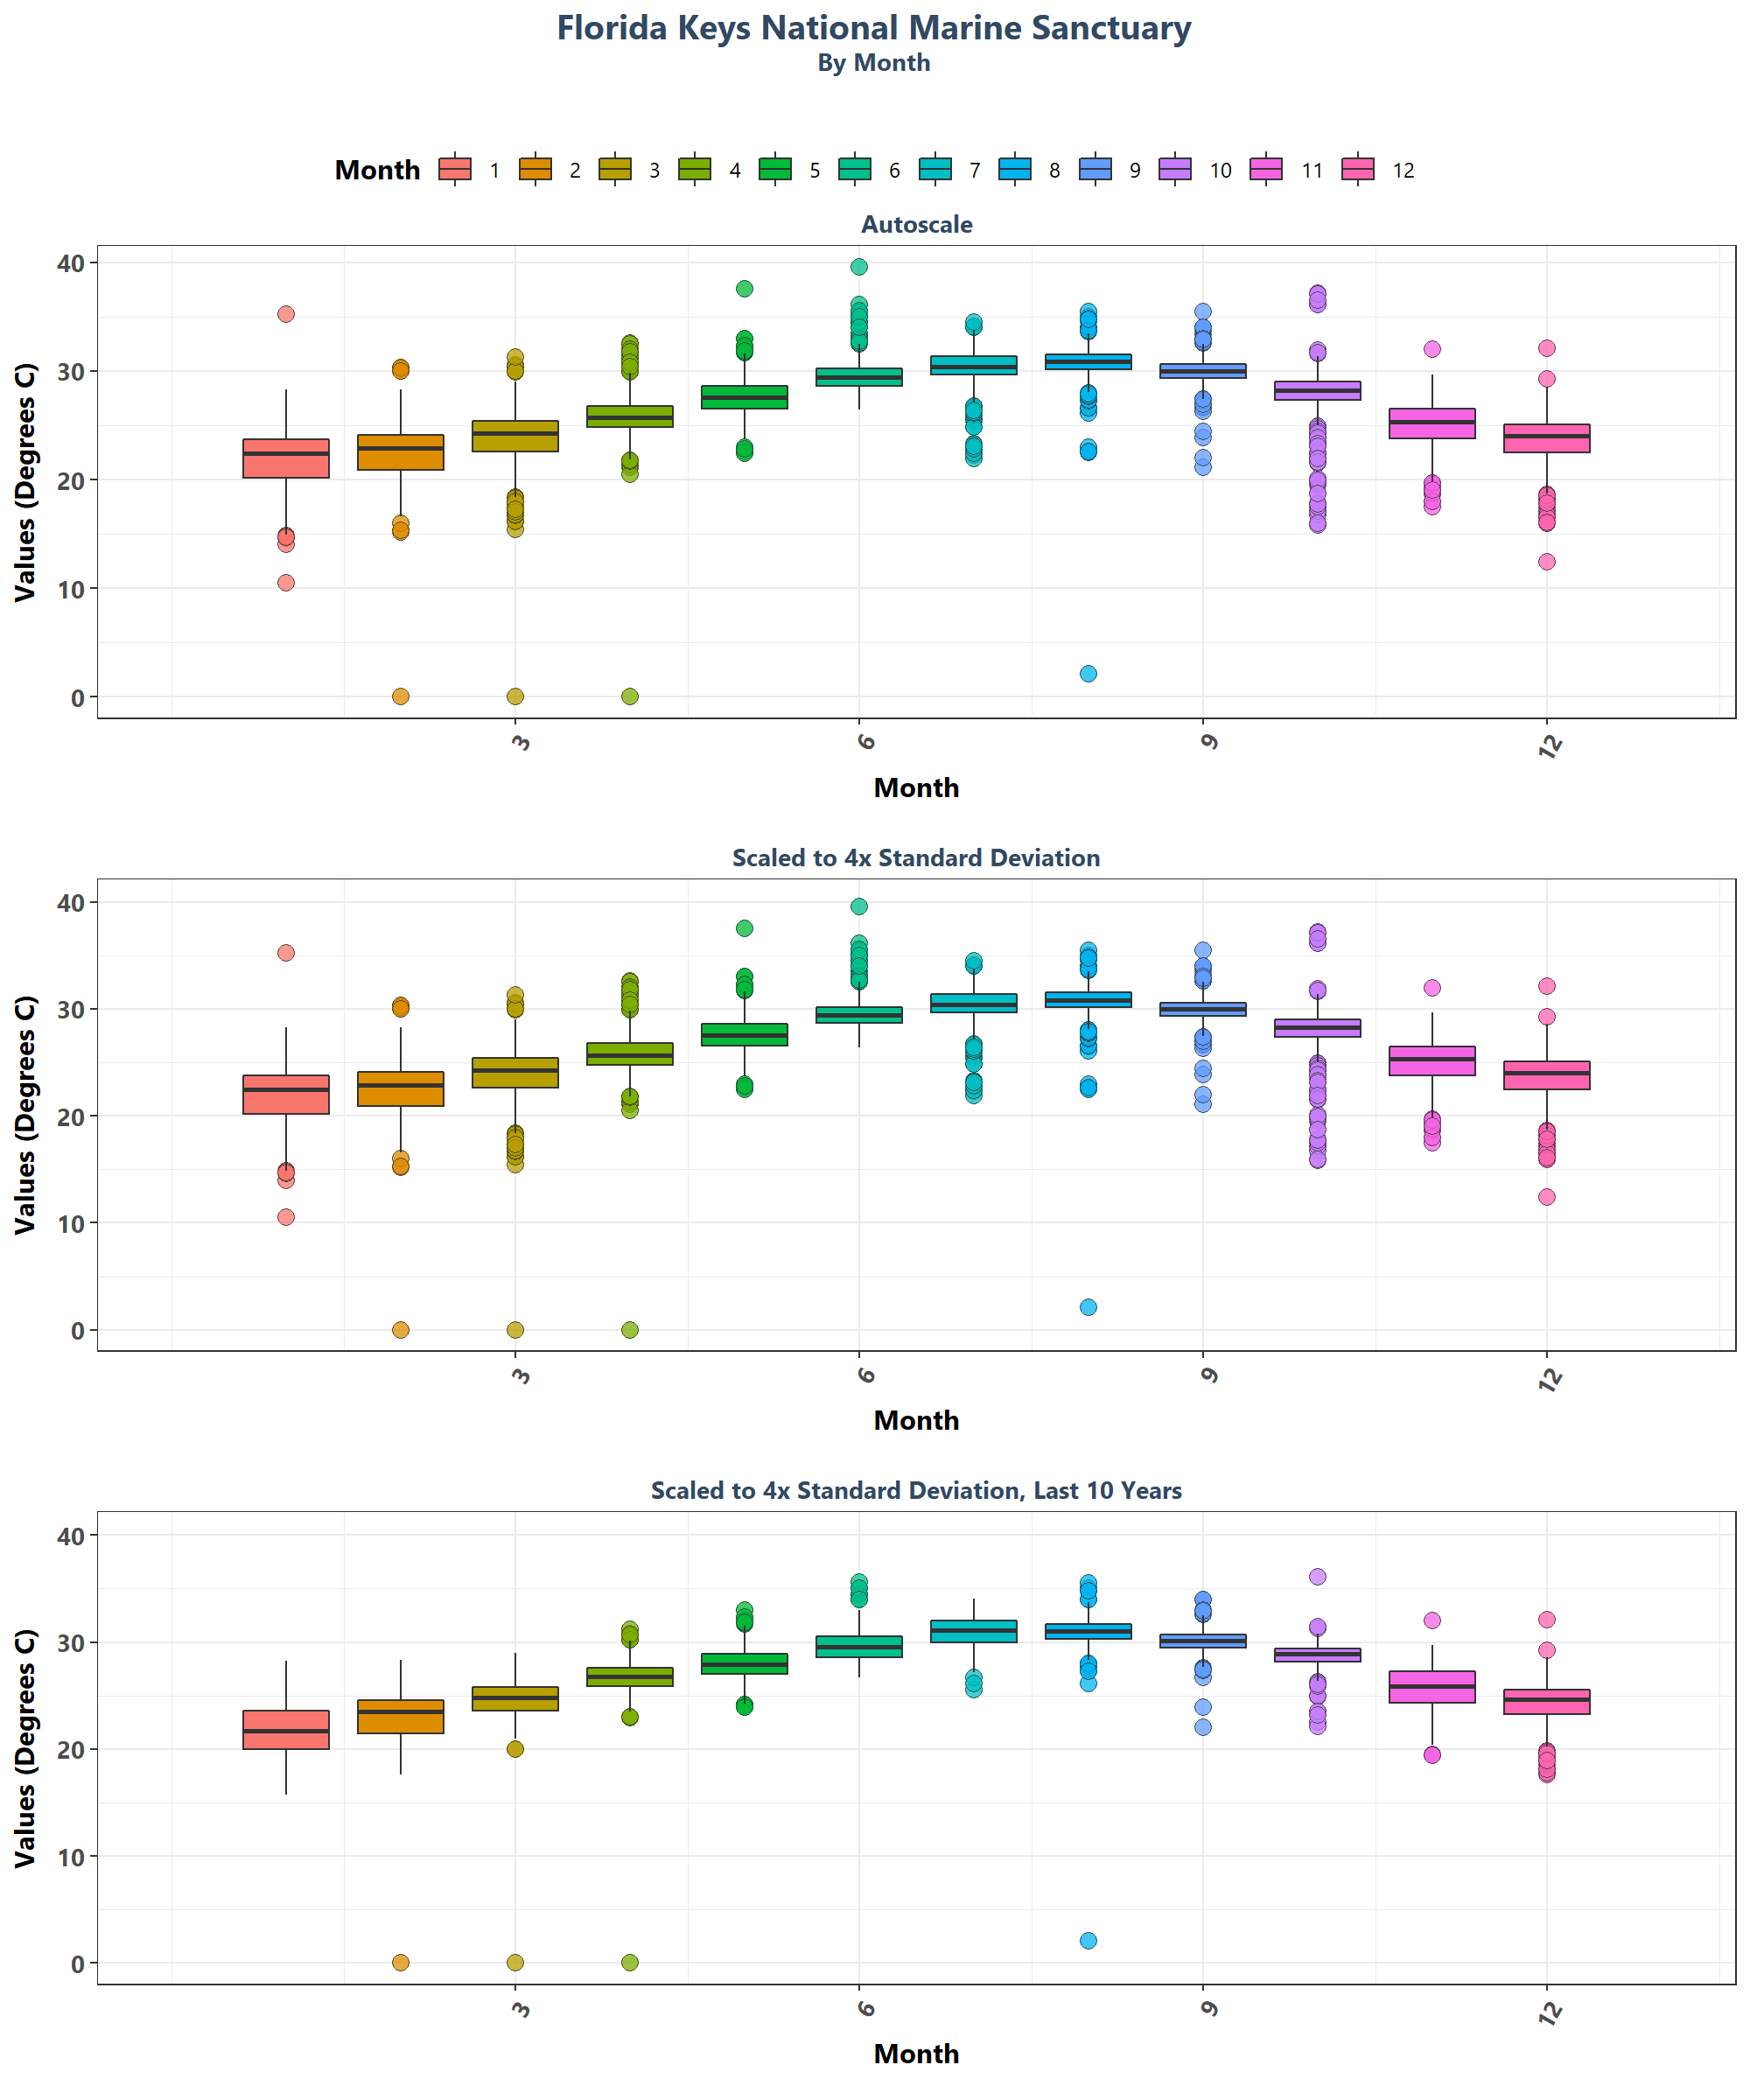 Florida Keys National Marine Sanctuary
By Month
Month 1 2 3 4 5 6 7 8 9 10 11 12
Autoscale
Values (Degrees C)
40
30
20
10
0
3 6 9 12
Month
Scaled to 4x Standard Deviation
Values (Degrees C)
40
30
20
10
0
3 6 9 12
Month
Scaled to 4x Standard Deviation, Last 10 Years
Values (Degrees C)
40
30
20
10
0
3 6 9 12
Month